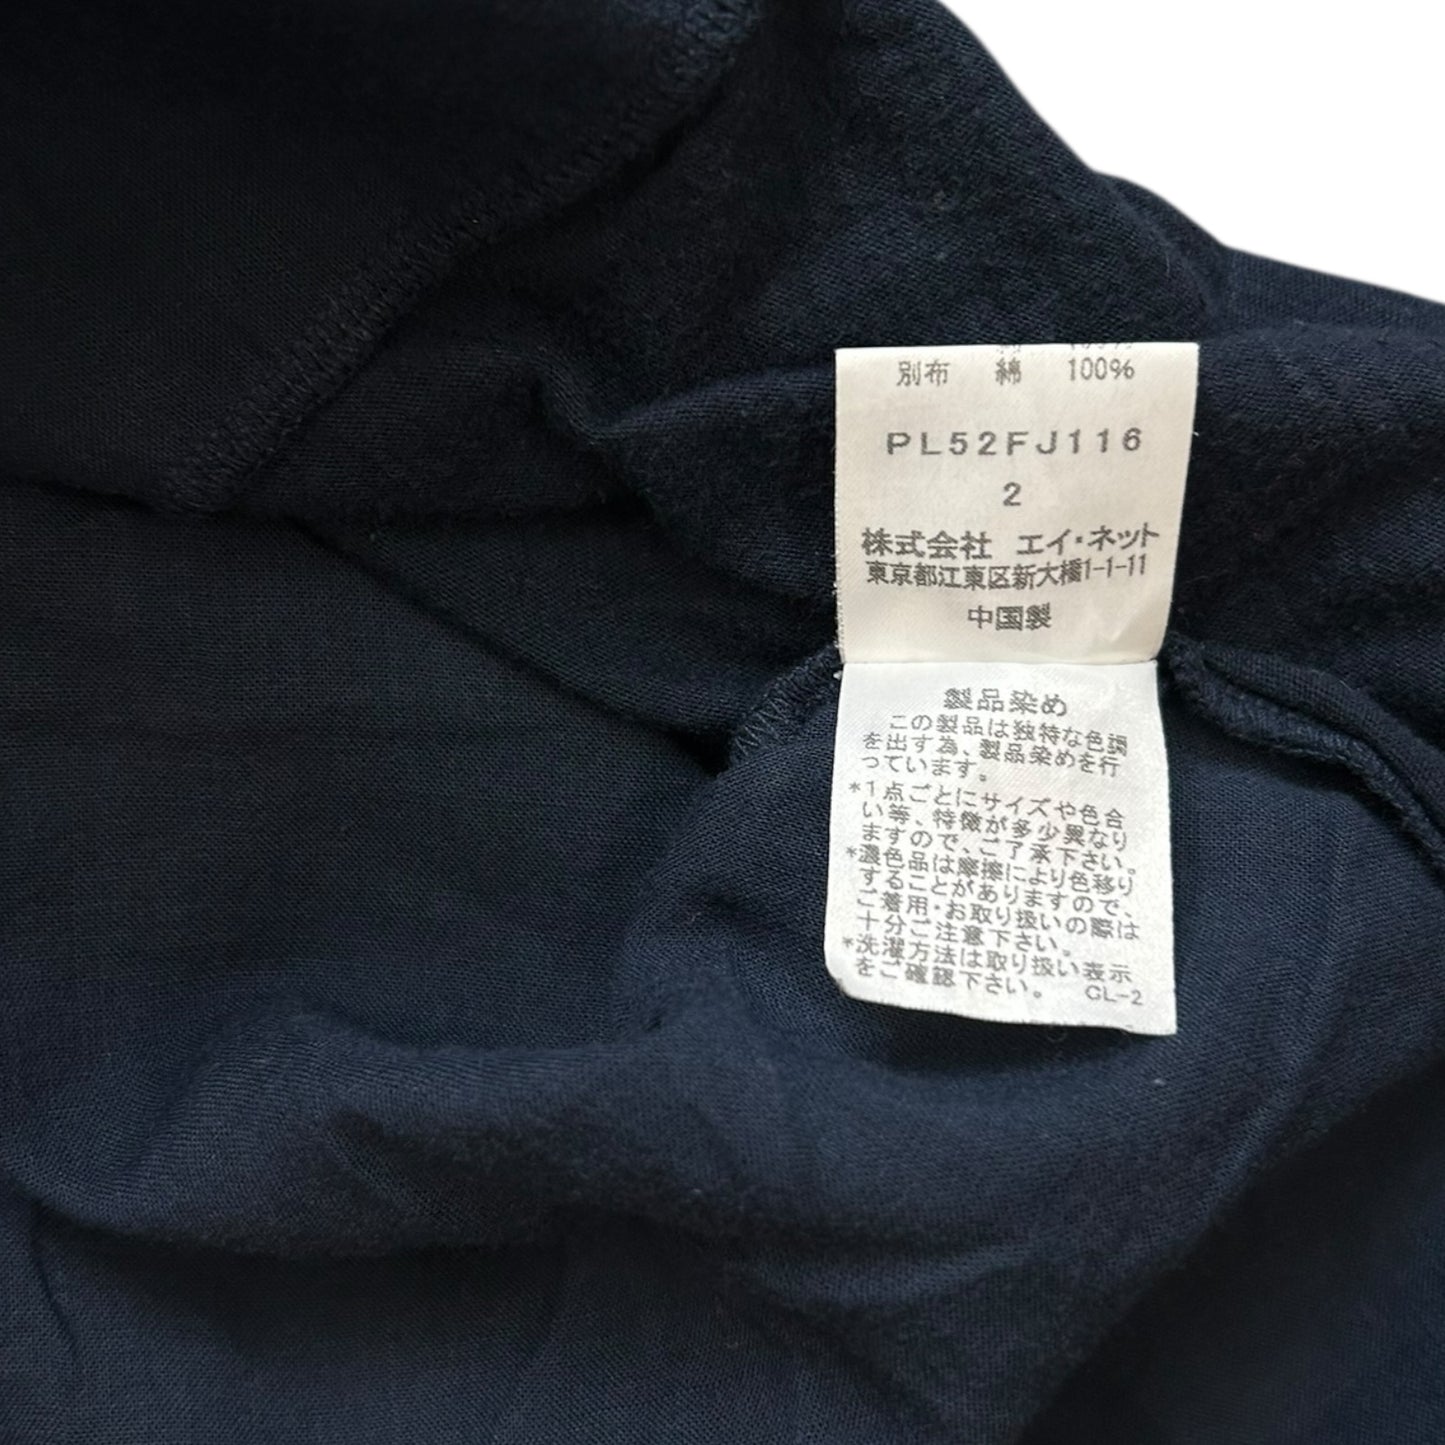 別布 綿 100%
PL52FJ116
2
株式会社 エイ・ネット
東京都江東区新大橋1-1-11
中国製
製品染め
この製品は独特な色調
を出す為、製品染めを行
っています。
*1点ごとにサイズや色合
い等、特徴が多少異なり
ますので、ご了承下さい。
*濃色品は摩擦により色移り
することがありますので、
ご着用・お取り扱いの際は
十分ご注意下さい。
*洗濯方法は取り扱い表示
をご確認下さい。 CL-2